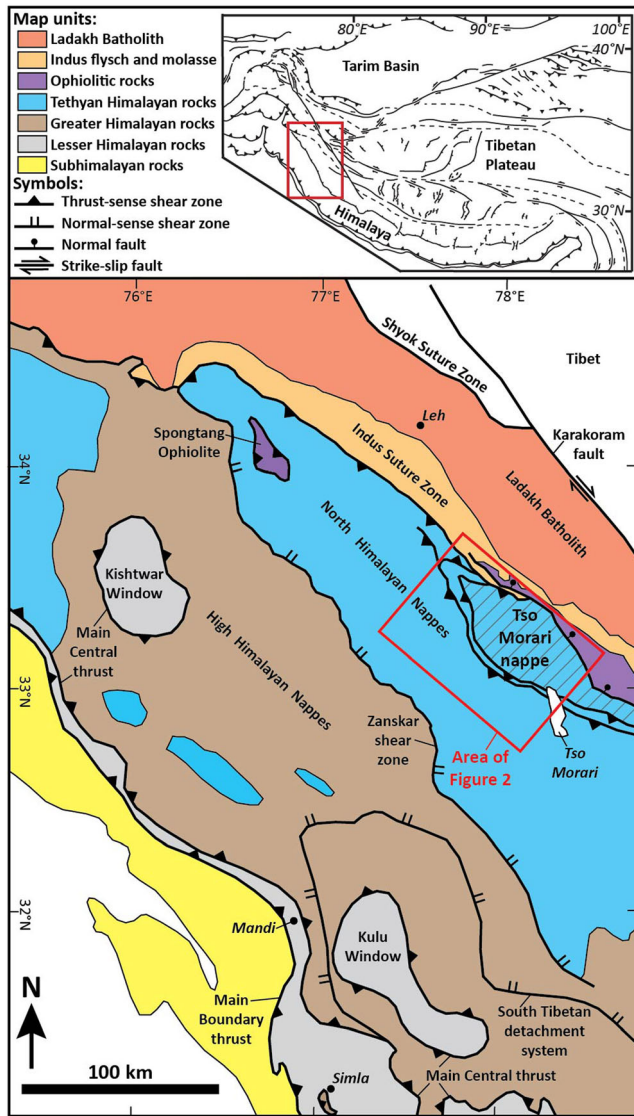 Map units:
Ladakh Batholith
Indus flysch and molasse
Ophiolitic rocks
Tethyan Himalayan rocks
Greater Himalayan rocks
Lesser Himalayan rocks
Subhimalayan rocks
Symbols:
Thrust-sense shear zone
Normal-sense shear zone
Normal fault
Strike-slip fault
80°E
90°E
100°E
40°N
Tarim Basin
Tibetan
Plateau
30°N
Himalaya
76°E
77°E
78°E
Shyok Suture Zone
Tibet
Leh
Karakoram
fault
Spongtang
Ophiolite
Indus Suture Zone
Ladakh Batholith
34°N
North Himalayan Nappes
Kishtwar
Window
Tso
Morari
nappe
Main
Central
thrust
High Himalayan Nappes
33°N
Zanskar
shear
zone
Area of
Figure 2
Tso
Morari
32°N
Mandi
Kulu
Window
N
Main
Boundary
thrust
South Tibetan
detachment
system
100 km
Simla
Main Central thrust